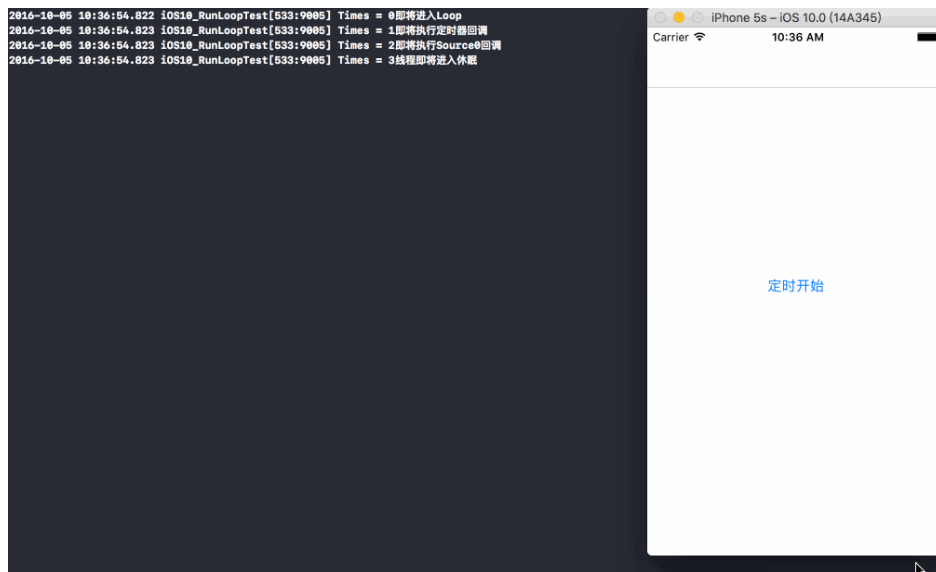 2016-10-05 10:36:54.822 iOS10_RunLoopTest[533:9005] Times = 0即将进入Loop
2016-10-05 10:36:54.823 iOS10_RunLoopTest[533:9005] Times = 1即将执行定时器回调
2016-10-05 10:36:54.823 iOS10_RunLoopTest[533:9005] Times = 2即将执行Source0回调
2016-10-05 10:36:54.823 iOS10_RunLoopTest[533:9005] Times = 3线程即将进入休眠
iPhone 5s – iOS 10.0 (14A345)
Carrier 10:36 AM
定时开始